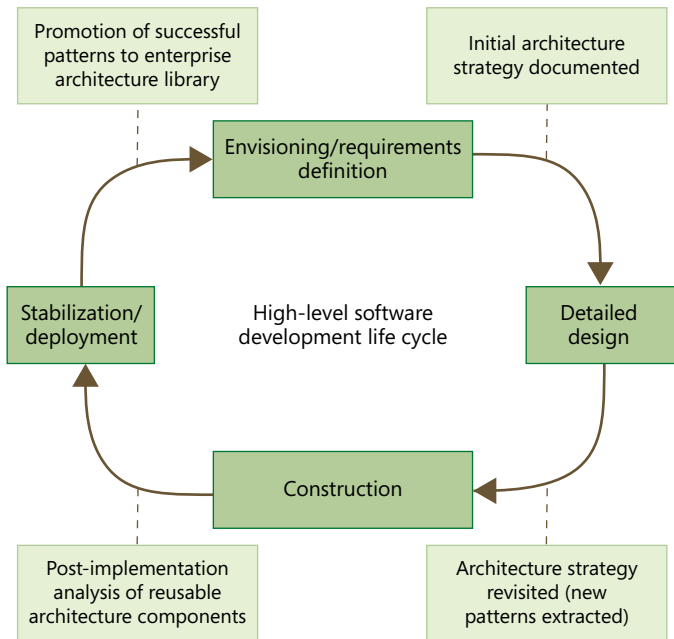 Promotion of successful
patterns to enterprise
architecture library
Initial architecture
strategy documented
Envisioning/requirements
definition
Stabilization/
deployment
High-level software
development life cycle
Detailed
design
Construction
Post-implementation
analysis of reusable
architecture components
Architecture strategy
revisited (new
patterns extracted)